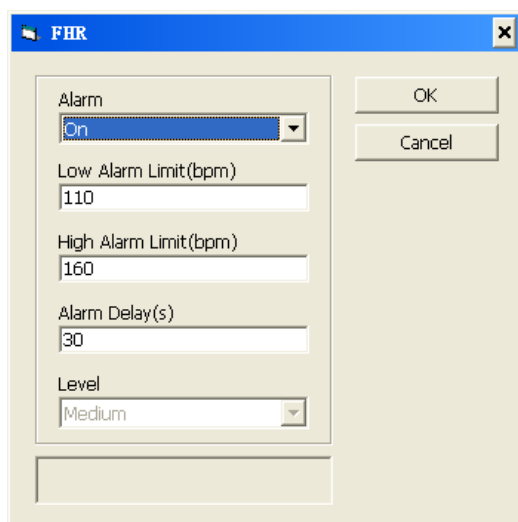 FHR
Alarm
On
Low Alarm Limit(bpm)
110
High Alarm Limit(bpm)
160
Alarm Delay(s)
30
Level
Medium
OK
Cancel